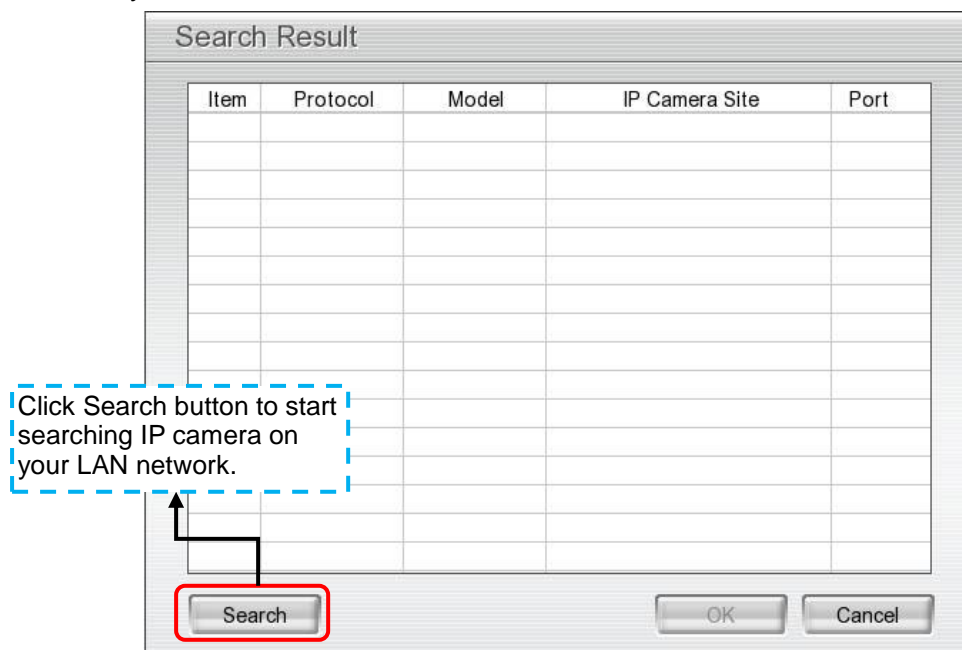 Search Result
Item Protocol Model IP Camera Site Port
Click Search button to start
searching IP camera on
your LAN network.
Search OK Cancel